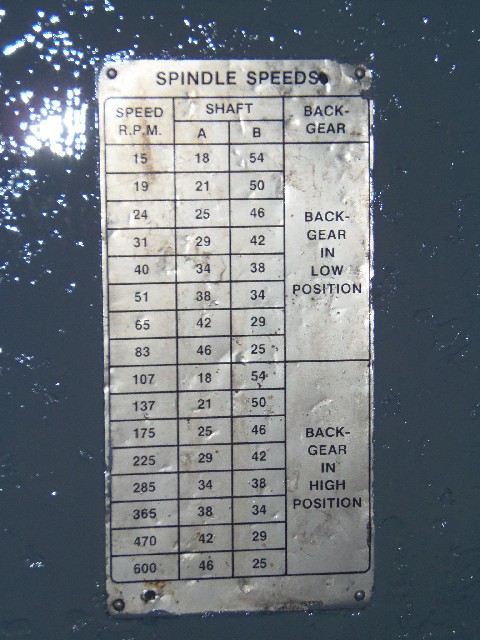 SPINDLE SPEEDS
SPEED R.P.M. SHAFT BACK-GEAR
A B
15 18 54
19 21 50
24 25 46
31 29 42
40 34 38
51 38 34
65 42 29
83 46 25
BACK-
GEAR
IN
LOW
POSITION
107 18 54
137 21 50
175 25 46
225 29 42
285 34 38
365 38 34
470 42 29
600 46 25
BACK-
GEAR
IN
HIGH
POSITION